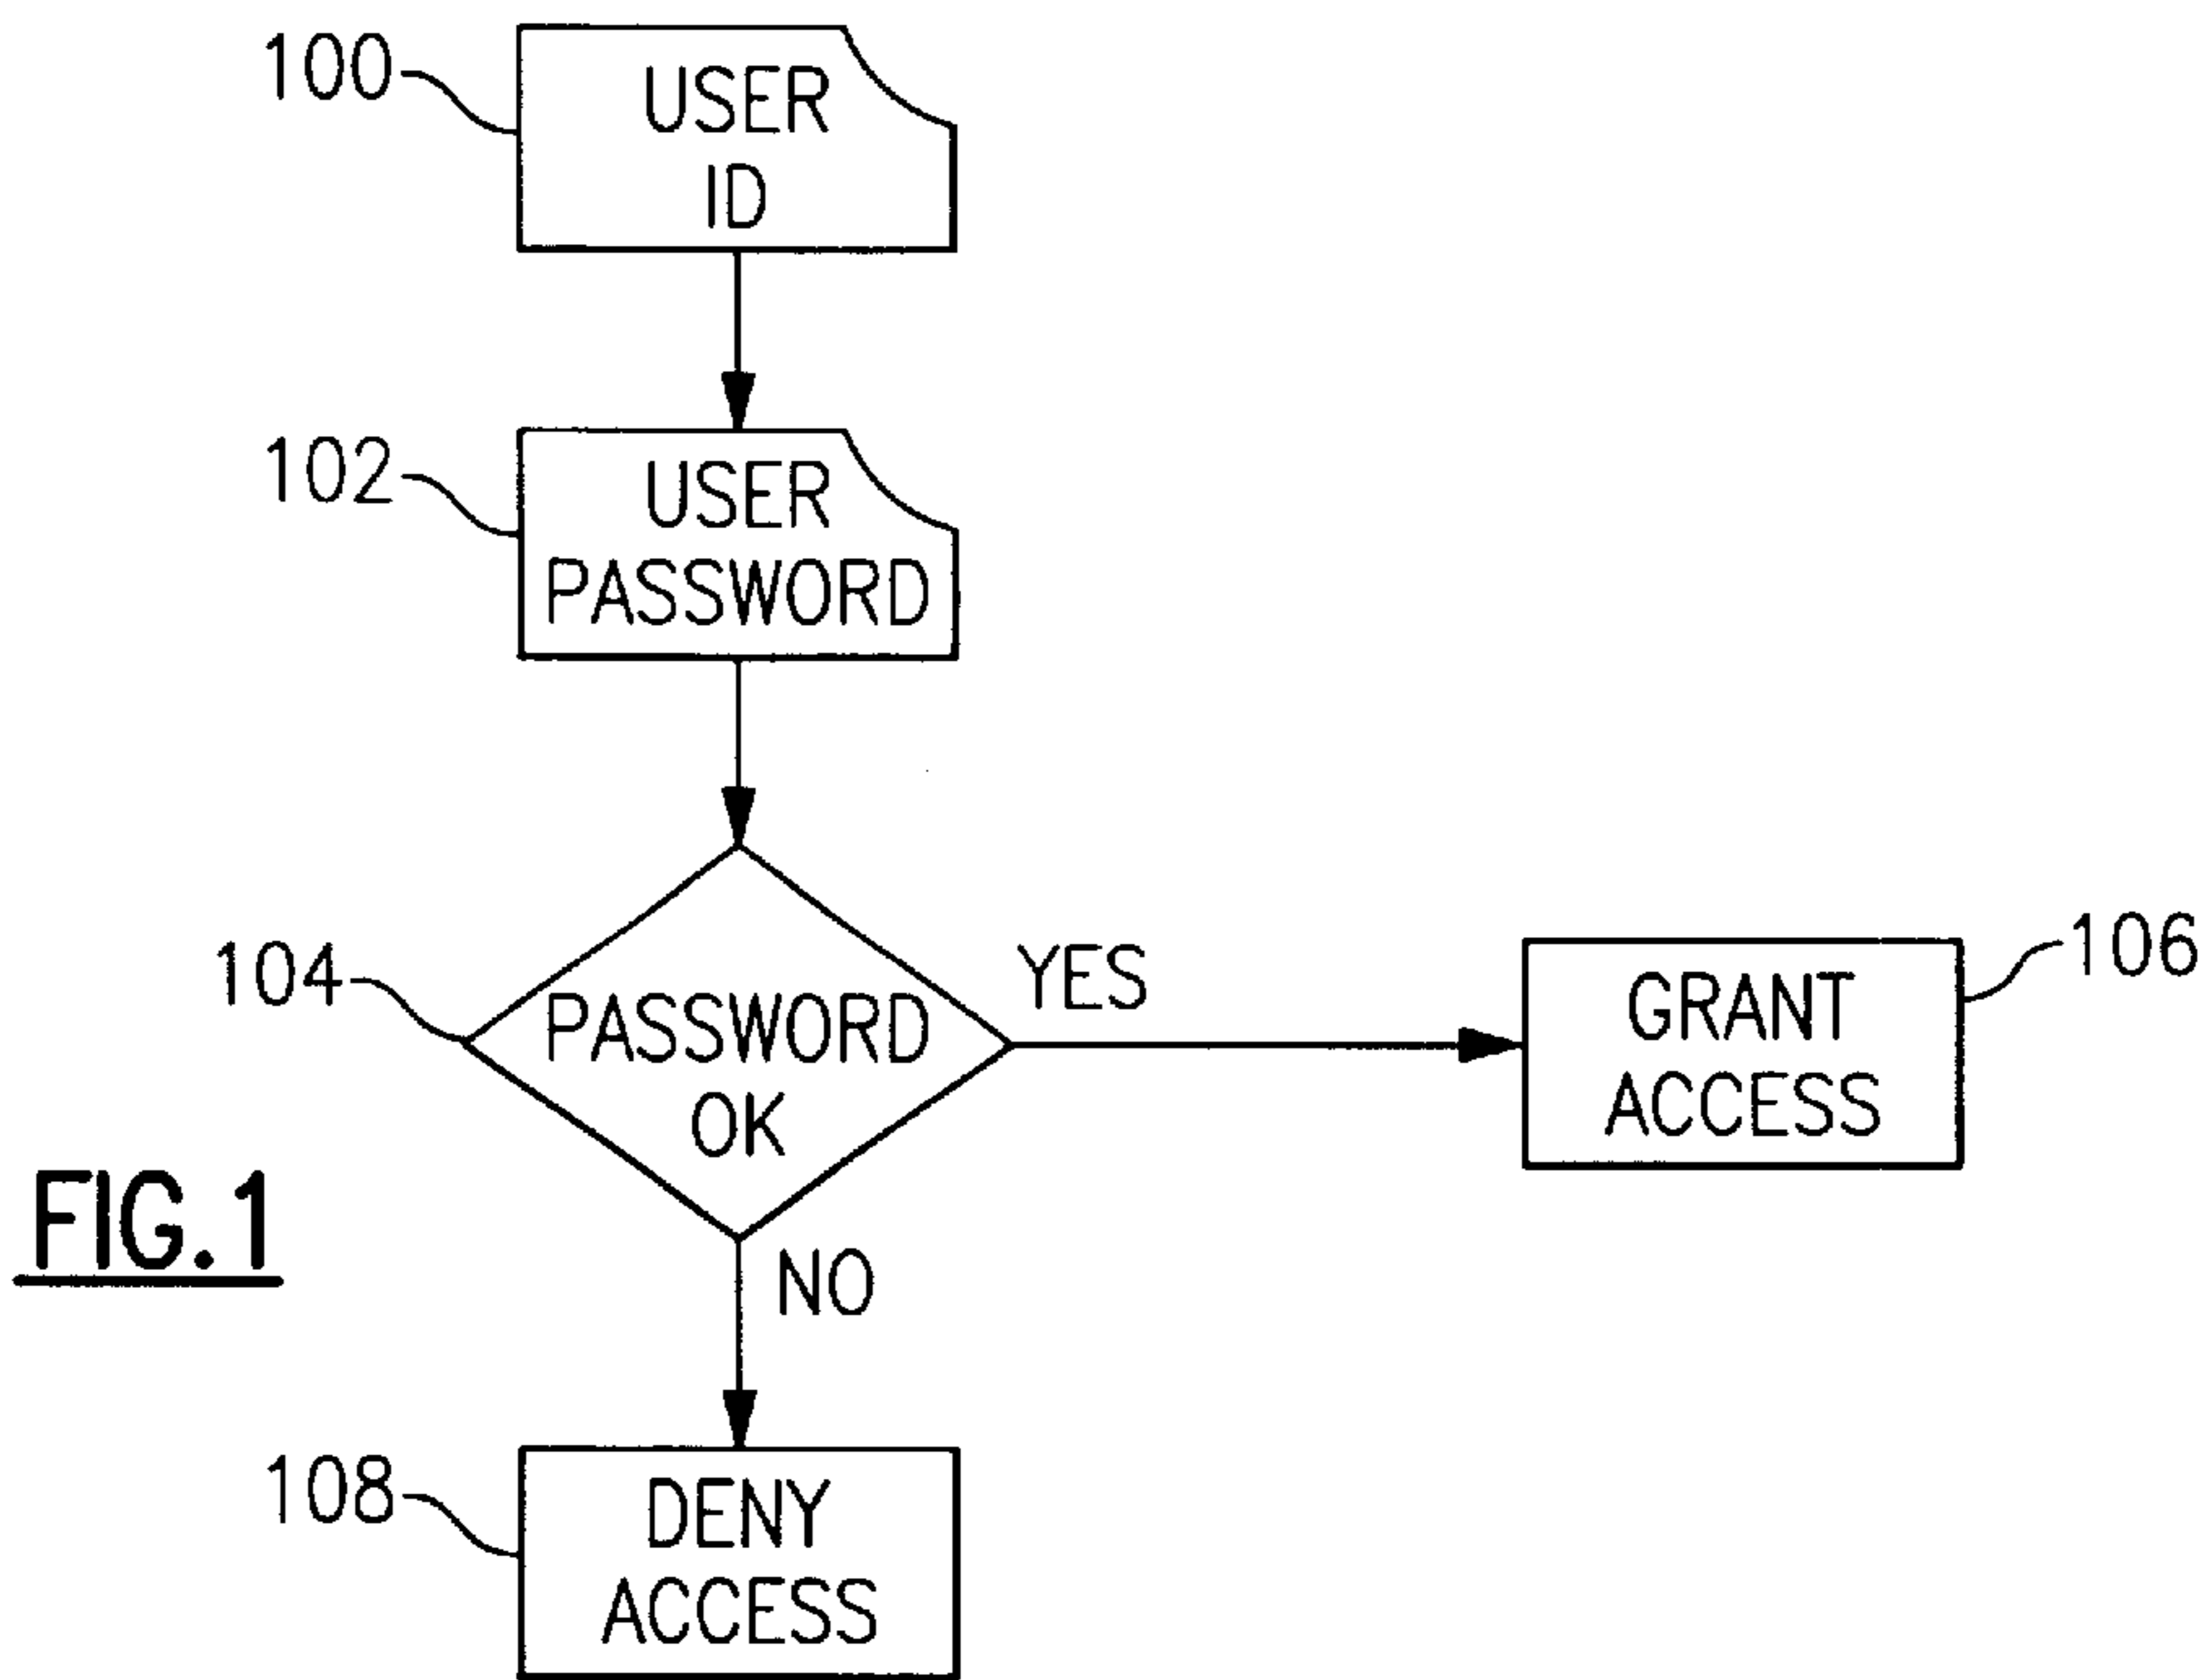 100
USER
ID
102
USER
PASSWORD
104
PASSWORD
OK
YES
GRANT
ACCESS
106
FIG.1
NO
108
DENY
ACCESS